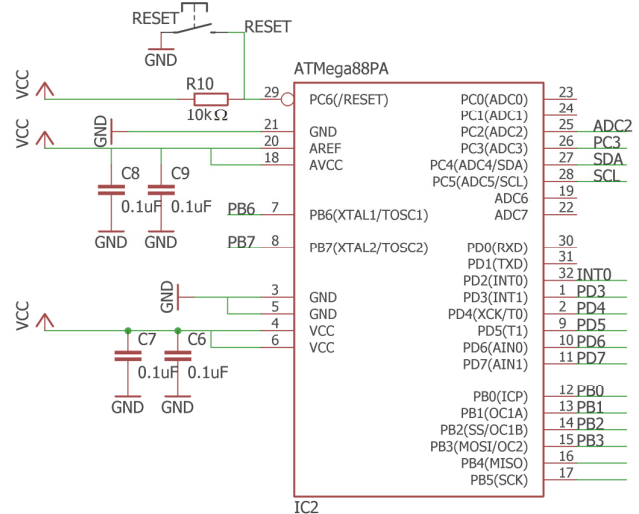 RESET
RESET
GND
ATMega88PA
VCC
R10
10kΩ
29 PC6(/RESET) PC0(ADC0) 23
PC1(ADC1) 24
GND 21 GND PC2(ADC2) 25 ADC2
VCC 20 AREF PC3(ADC3) 26 PC3
18 AVCC PC4(ADC4/SDA) 27 SDA
PC5(ADC5/SCL) 28 SCL
C8 C9 ADC6 19
0.1uF 0.1uF
PB6 7 PB6(XTAL1/TOSC1) ADC7 22
GND GND
PB7 8 PB7(XTAL2/TOSC2) PD0(RXD) 30
PD1(TXD) 31
PD2(INT0) 32 INT0
GND 3 GND PD3(INT1) 1 PD3
5 GND PD4(XCK/T0) 2 PD4
VCC 4 VCC PD5(T1) 9 PD5
6 VCC PD6(AIN0) 10 PD6
C7 C6
PD7(AIN1) 11 PD7
0.1uF 0.1uF
PB0(ICP) 12 PB0
GND GND
PB1(OC1A) 13 PB1
PB2(SS/OC1B) 14 PB2
PB3(MOSI/OC2) 15 PB3
PB4(MISO) 16
PB5(SCK) 17
IC2